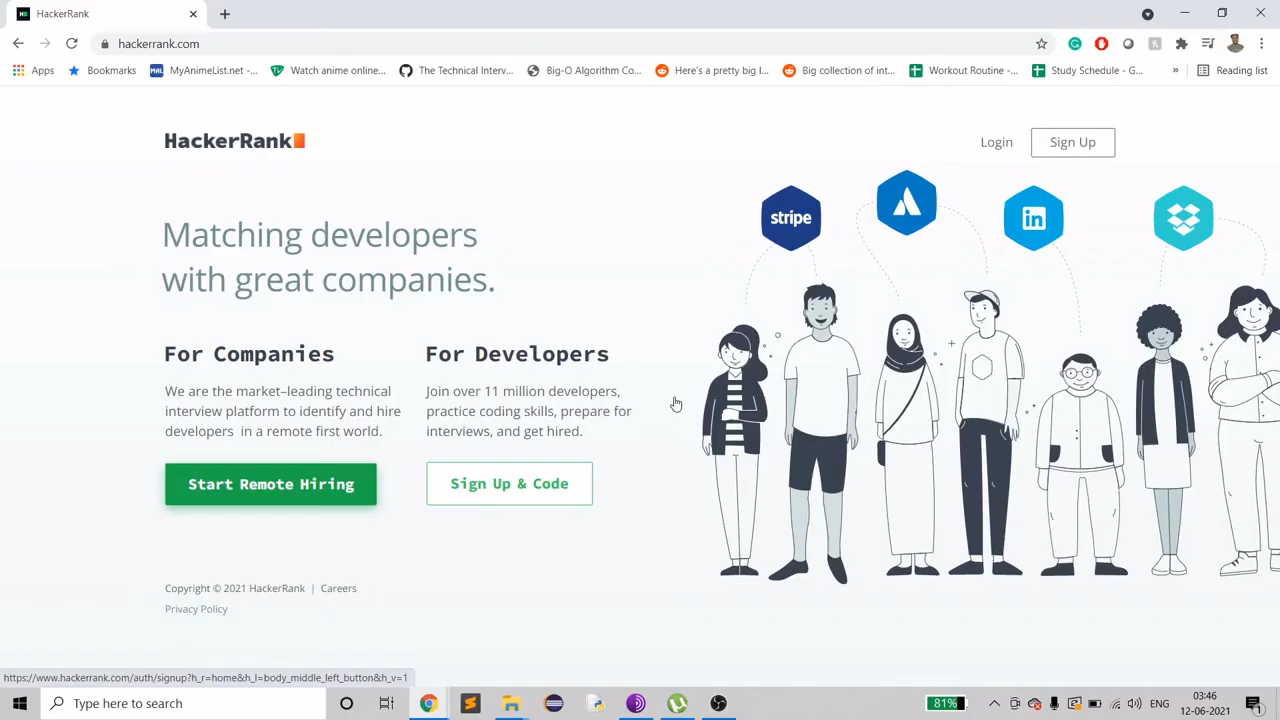 HackerRank
hackerrank.com
Apps
Bookmarks
MyAnimeList.net -...
Watch anime online...
The Technical Interv...
Big-O Algorithm Co...
Here's a pretty big l...
Big collection of int...
Workout Routine -...
Study Schedule - G...
»
Reading list
HackerRank
Login
Sign Up
stripe
in
Matching developers
with great companies.
For Companies
We are the market–leading technical
interview platform to identify and hire
developers in a remote first world.
Start Remote Hiring
For Developers
Join over 11 million developers,
practice coding skills, prepare for
interviews, and get hired.
Sign Up & Code
Copyright © 2021 HackerRank | Careers
Privacy Policy
https://www.hackerrank.com/auth/signup?h_r=home&h_l=body_middle_left_button&h_v=1
Type here to search
81%
ENG
03:46
12-06-2021
1